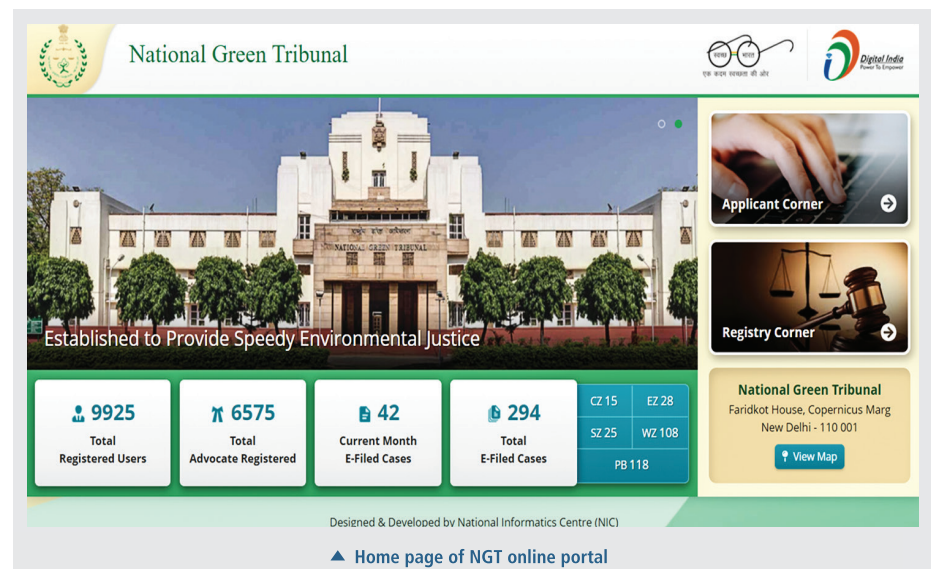 National Green Tribunal
स्वच्छ भारत
एक कदम स्वच्छता की ओर
Digital India
Power To Empower
NATIONAL GREEN TRIBUNAL
Established to Provide Speedy Environmental Justice
Applicant Corner
Registry Corner
9925
Total
Registered Users
6575
Total
Advocate Registered
42
Current Month
E-Filed Cases
294
Total
E-Filed Cases
CZ 15 EZ 28
SZ 25 WZ 108
PB 118
National Green Tribunal
Faridkot House, Copernicus Marg
New Delhi - 110 001
View Map
Designed & Developed by National Informatics Centre (NIC)
Home page of NGT online portal